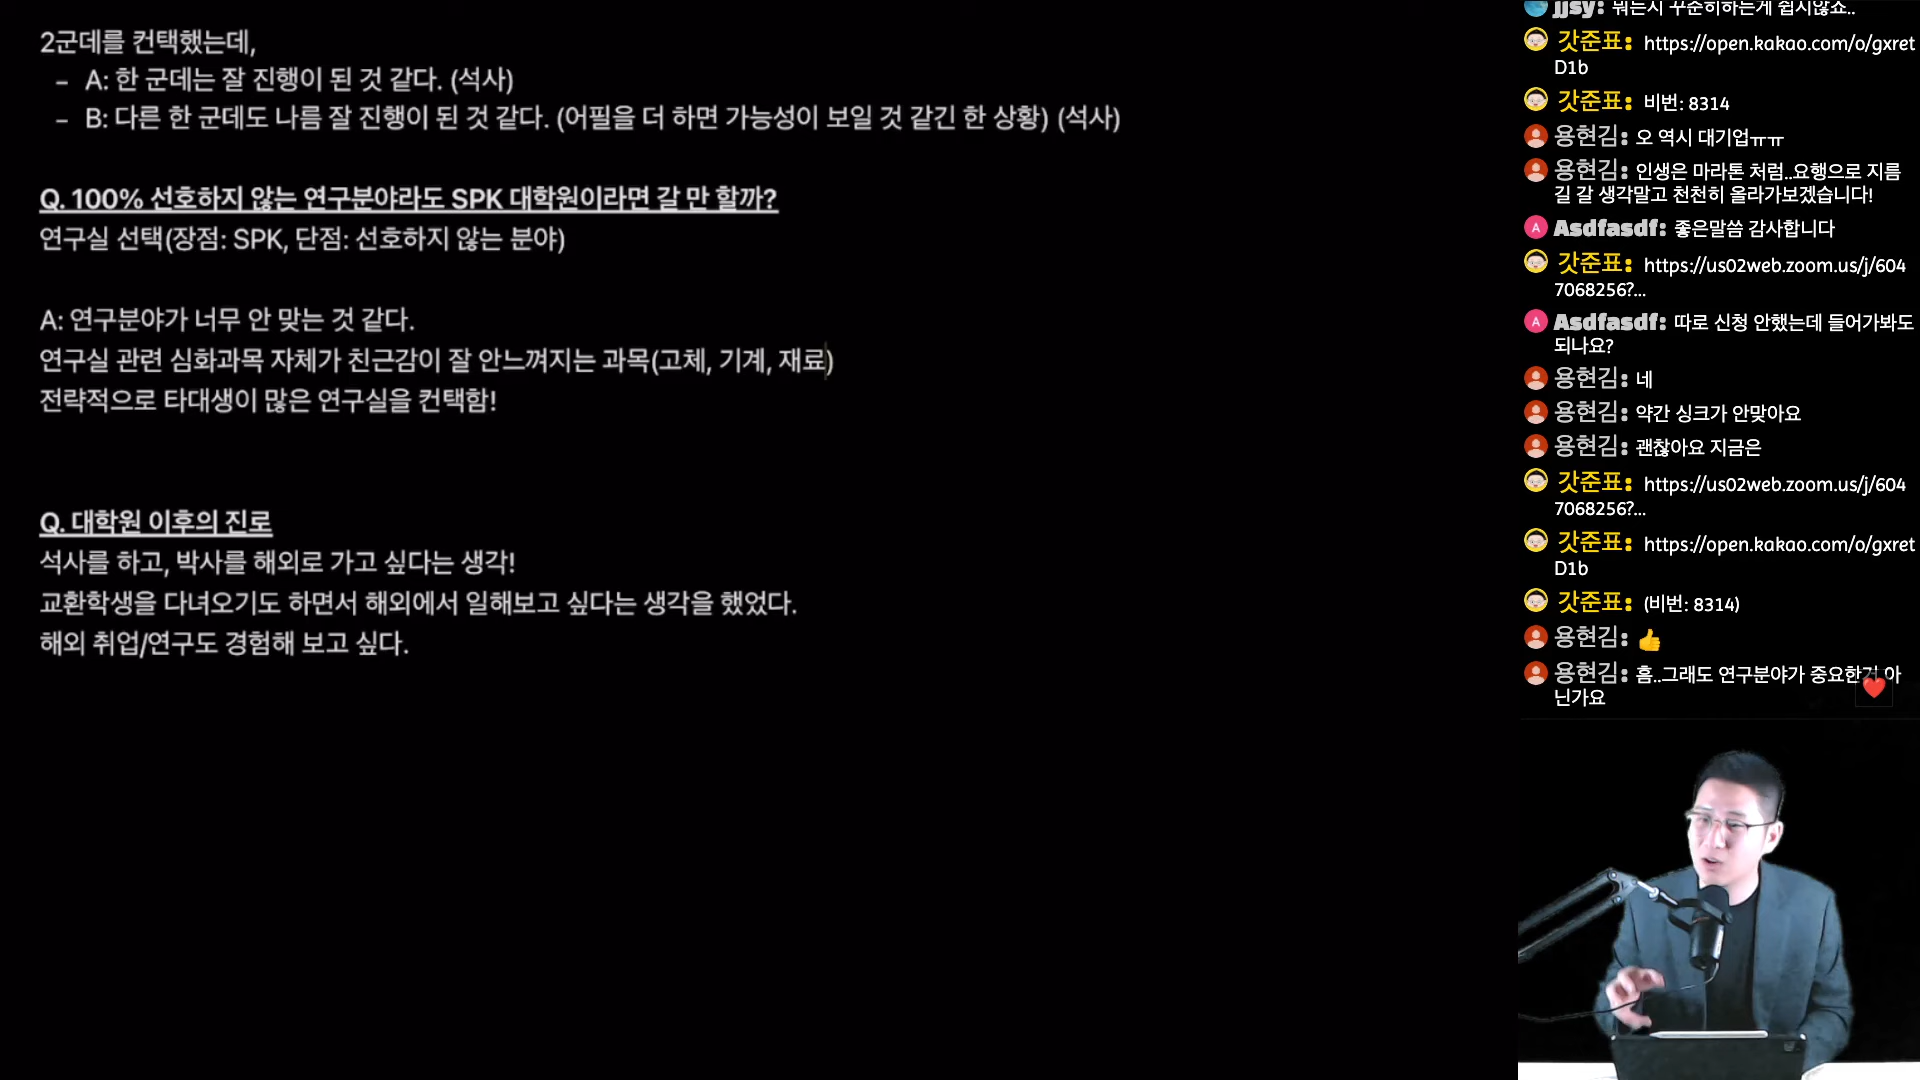 2군데를 컨택했는데,
– A: 한 군데는 잘 진행이 된 것 같다. (석사)
– B: 다른 한 군데도 나름 잘 진행이 된 것 같다. (어필을 더 하면 가능성이 보일 것 같긴 한 상황) (석사)
Q. 100% 선호하지 않는 연구분야라도 SPK 대학원이라면 갈 만 할까?
연구실 선택(장점: SPK, 단점: 선호하지 않는 분야)
A: 연구분야가 너무 안 맞는 것 같다.
연구실 관련 심화과목 자체가 친근감이 잘 안느껴지는 과목(고체, 기계, 재료)
전략적으로 타대생이 많은 연구실을 컨택함!
Q. 대학원 이후의 진로
석사를 하고, 박사를 해외로 가고 싶다는 생각!
교환학생을 다녀오기도 하면서 해외에서 일해보고 싶다는 생각을 했었다.
해외 취업/연구도 경험해 보고 싶다.
jjsy: 뭐든지 꾸준히하는게 쉽지않죠..
갓준표: https://open.kakao.com/o/gxret
D1b
갓준표: 비번: 8314
용현김: 오 역시 대기업ㅠㅠ
용현김: 인생은 마라톤 처럼..요행으로 지름
길 갈 생각말고 천천히 올라가보겠습니다!
A Asdfasdf: 좋은말씀 감사합니다
갓준표: https://us02web.zoom.us/j/604
7068256?...
A Asdfasdf: 따로 신청 안했는데 들어가봐도
되나요?
용현김: 네
용현김: 약간 싱크가 안맞아요
용현김: 괜찮아요 지금은
갓준표: https://us02web.zoom.us/j/604
7068256?...
갓준표: https://open.kakao.com/o/gxret
D1b
갓준표: (비번: 8314)
용현김: 👍
용현김: 흠..그래도 연구분야가 중요한거 아
닌가요